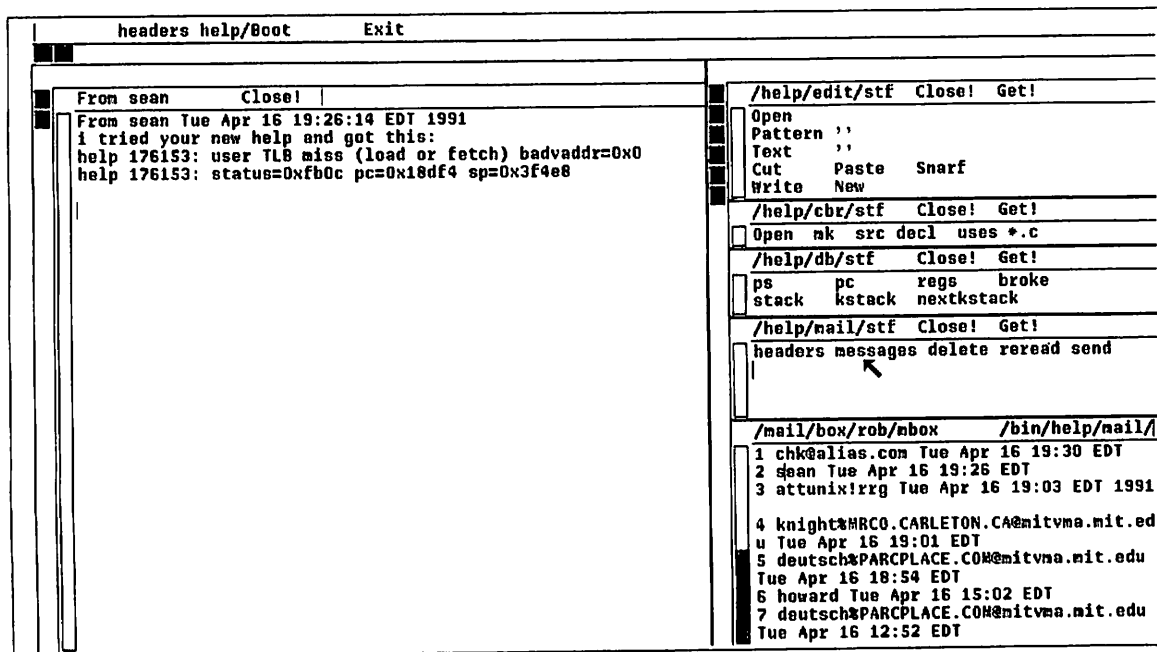 headers help/Boot Exit
From sean Close!
From sean Tue Apr 16 19:26:14 EDT 1991
i tried your new help and got this:
help 176153: user TLB miss (load or fetch) badvaddr=0x0
help 176153: status=0xfb0c pc=0x18df4 sp=0x3f4e8
/help/edit/stf Close! Get!
Open
Pattern ''
Text ''
Cut Paste Snarf
Write New
/help/cbr/stf Close! Get!
Open mk src decl uses *.c
/help/db/stf Close! Get!
ps pc regs broke
stack kstack nextkstack
/help/mail/stf Close! Get!
headers messages delete reread send
/mail/box/rob/mbox /bin/help/mail/
1 chk@alias.com Tue Apr 16 19:30 EDT
2 sean Tue Apr 16 19:26 EDT
3 attunix!rrg Tue Apr 16 19:03 EDT 1991
4 knight%MRCO.CARLETON.CA@mitvma.mit.ed
u Tue Apr 16 19:01 EDT
5 deutsch%PARCPLACE.COM@mitvma.mit.edu
Tue Apr 16 18:54 EDT
6 howard Tue Apr 16 15:02 EDT
7 deutsch%PARCPLACE.COM@mitvma.mit.edu
Tue Apr 16 12:52 EDT